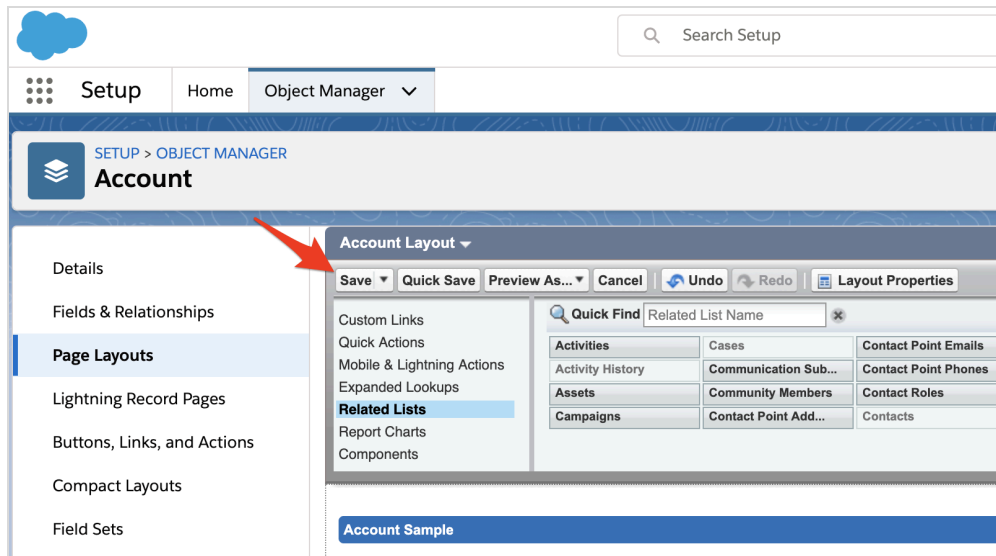 Search Setup
Setup
Home
Object Manager
SETUP > OBJECT MANAGER
Account
Details
Fields & Relationships
Page Layouts
Lightning Record Pages
Buttons, Links, and Actions
Compact Layouts
Field Sets
Account Layout
Save
Quick Save
Preview As...
Cancel
Undo
Redo
Layout Properties
Custom Links
Quick Actions
Mobile & Lightning Actions
Expanded Lookups
Related Lists
Report Charts
Components
Quick Find Related List Name
Activities Cases Contact Point Emails
Activity History Communication Sub... Contact Point Phones
Assets Community Members Contact Roles
Campaigns Contact Point Add... Contacts
Account Sample